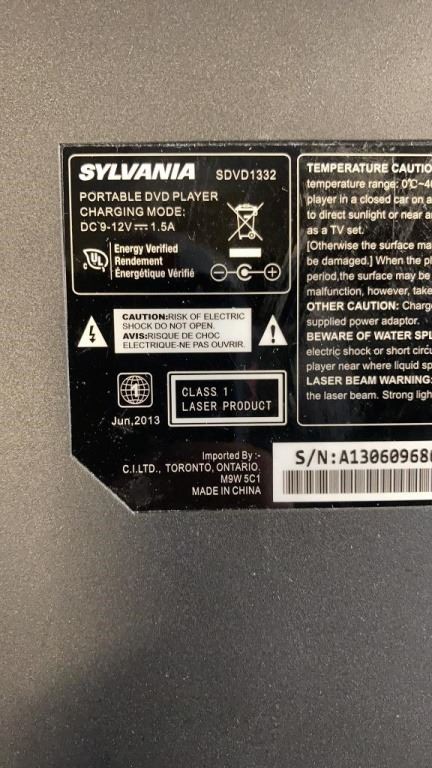 SYLVANIA SDVD1332
PORTABLE DVD PLAYER
CHARGING MODE:
DC 9-12V 1.5A
UL Energy Verified
Rendement
Énergétique Vérifié
CAUTION:RISK OF ELECTRIC
SHOCK DO NOT OPEN.
AVIS:RISQUE DE CHOC
ELECTRIQUE-NE PAS OUVRIR.
1
Jun,2013
CLASS 1
LASER PRODUCT
Imported By :-
C.I.LTD., TORONTO, ONTARIO.
M9W 5C1
MADE IN CHINA
TEMPERATURE CAUTIO
temperature range: 0℃~4
player in a closed car on a
to direct sunlight or near a
as a TV set.
[Otherwise the surface ma
be damaged.] When the pl
period,the surface may be
malfunction, however, take
OTHER CAUTION: Charg
supplied power adaptor.
BEWARE OF WATER SPL
electric shock or short circu
player near where liquid sp
LASER BEAM WARNING:
the laser beam. Strong ligh
S/N:A13060968